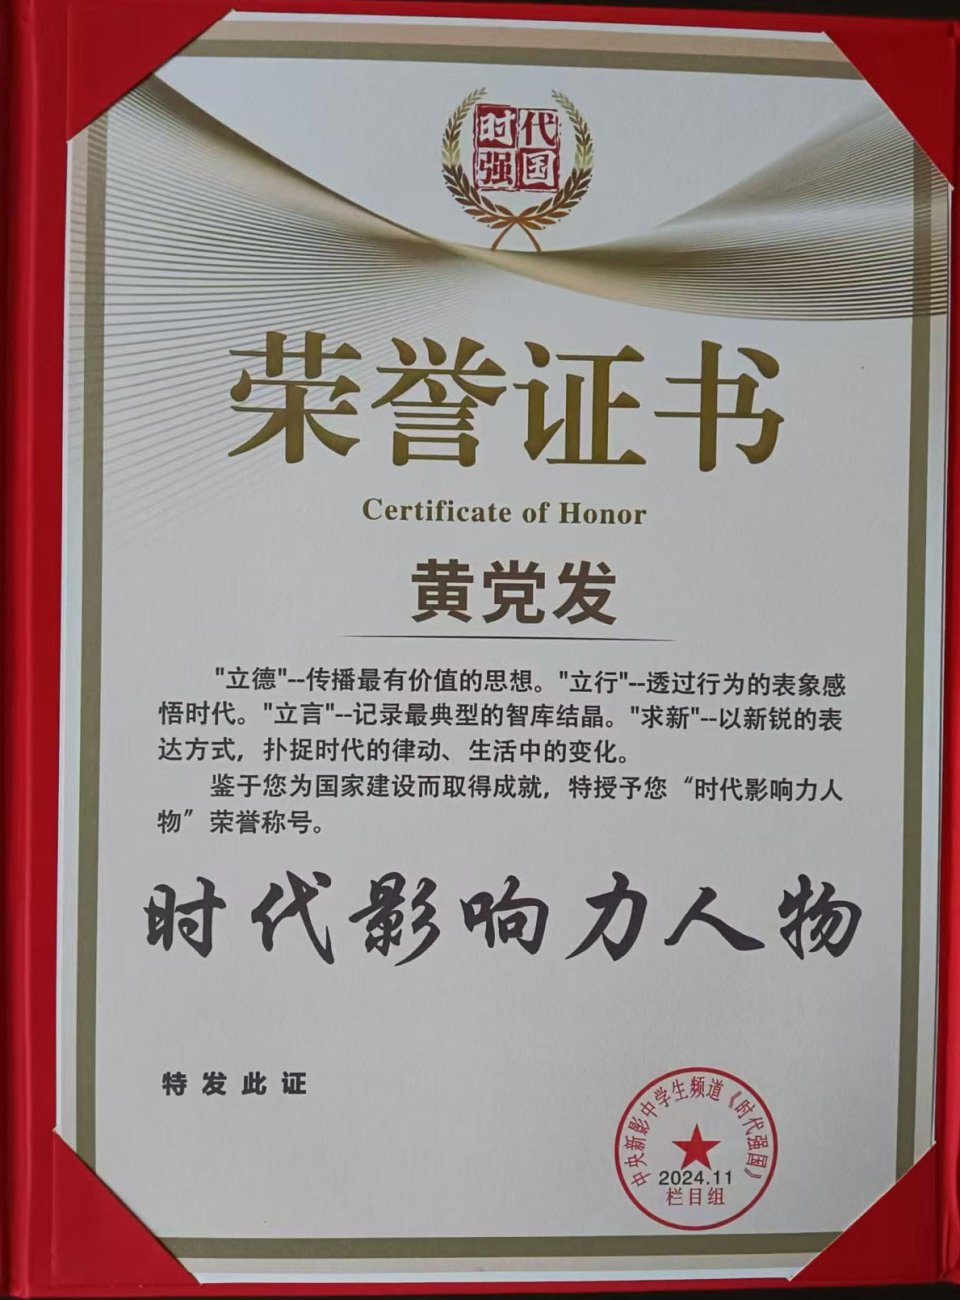 时代
强国
荣誉证书
Certificate of Honor
黄党发
"立德"--传播最有价值的思想。"立行"--透过行为的表象感
悟时代。"立言"--记录最典型的智库结晶。"求新"--以新锐的表
达方式，扑捉时代的律动、生活中的变化。
鉴于您为国家建设而取得成就，特授予您“时代影响力人
物”荣誉称号。
时代影响力人物
特发此证
中央新影中学生频道《时代强国》
2024.11
栏目组